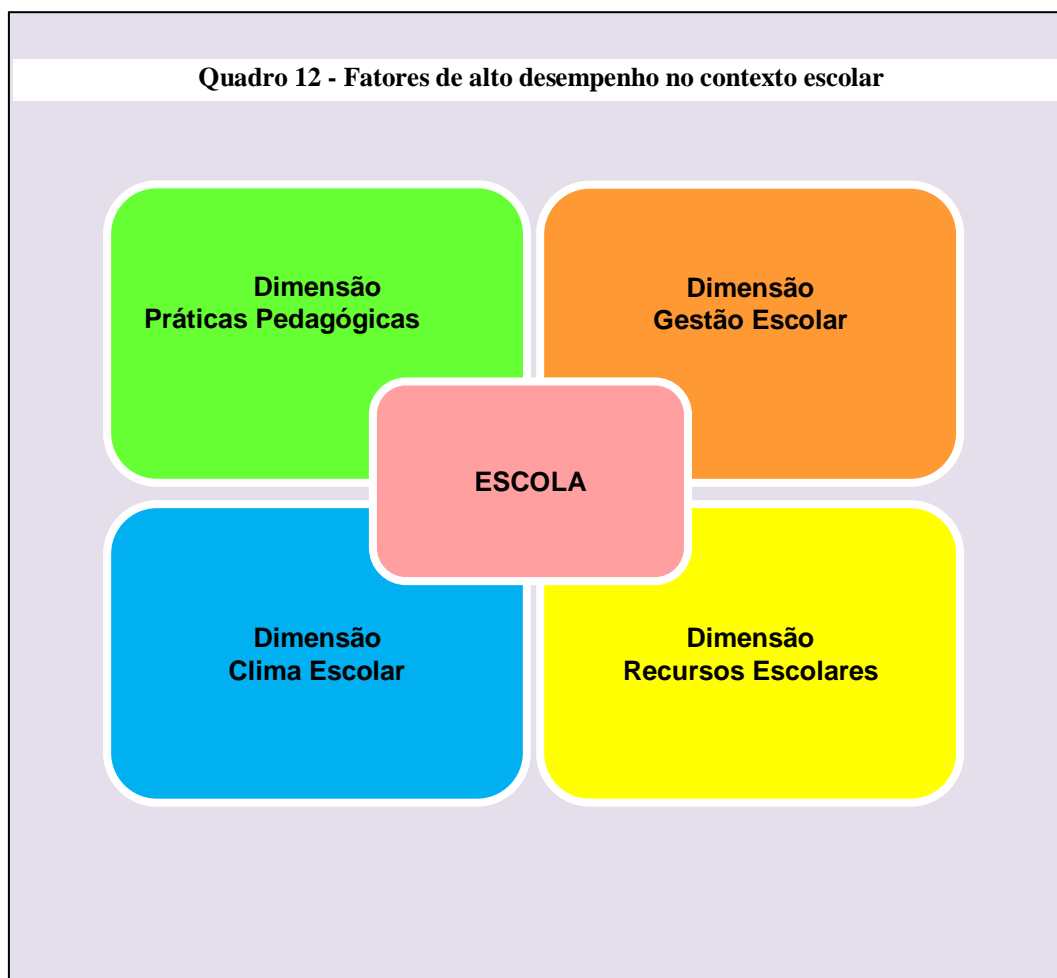 Quadro 12 - Fatores de alto desempenho no contexto escolar
Dimensão
Práticas Pedagógicas
Dimensão
Gestão Escolar
ESCOLA
Dimensão
Clima Escolar
Dimensão
Recursos Escolares